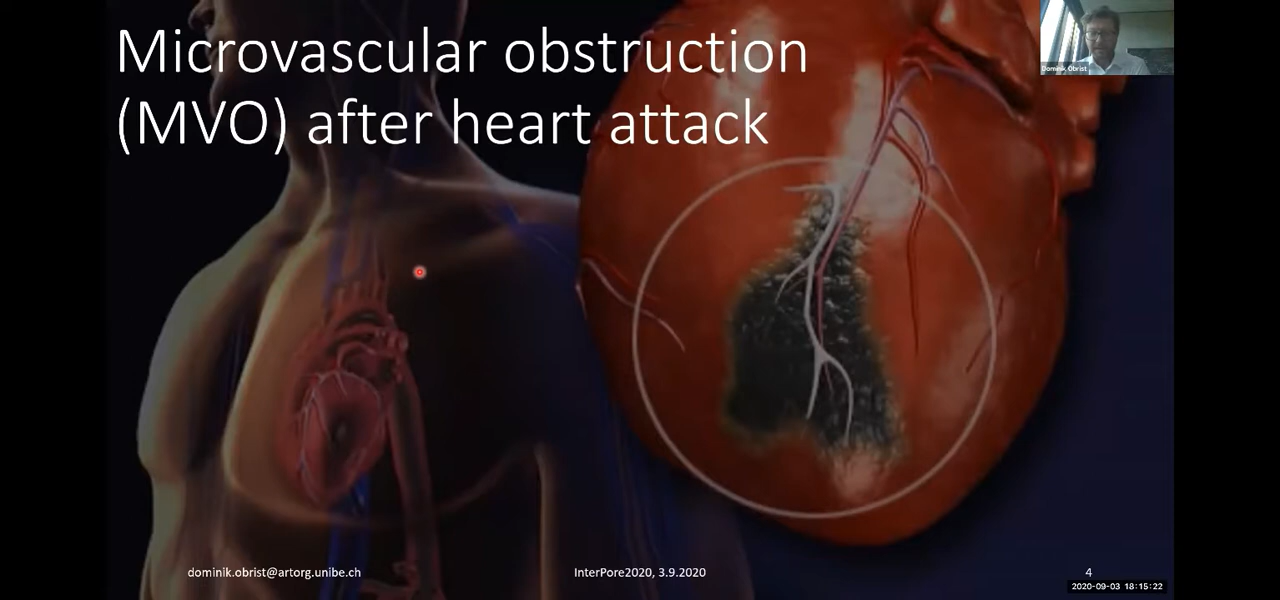 Microvascular obstruction
(MVO) after heart attack
Dominik Obrist
dominik.obrist@artorg.unibe.ch
InterPore2020, 3.9.2020
4
2020-09-03 18:15:22